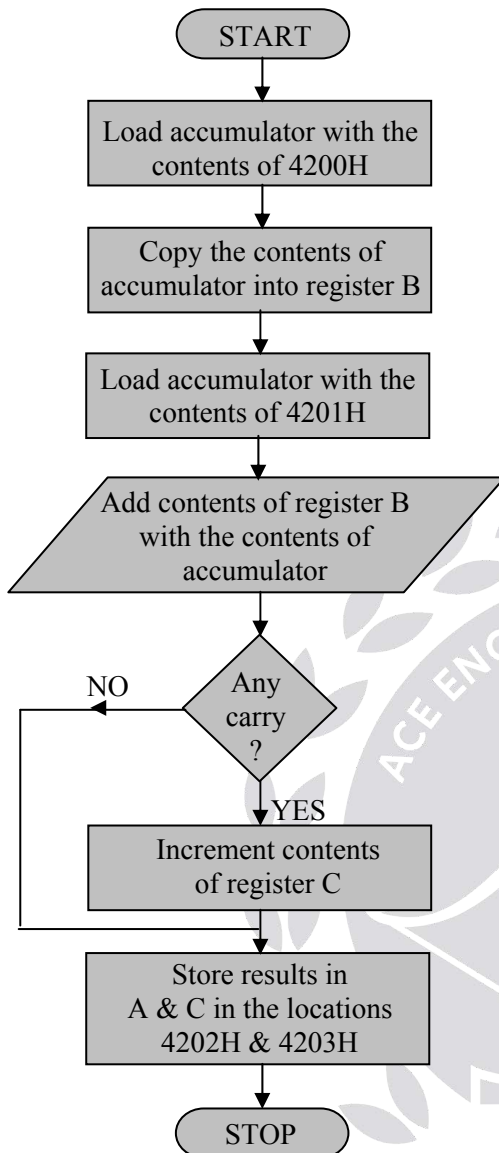 START
Load accumulator with the
contents of 4200H
Copy the contents of
accumulator into register B
Load accumulator with the
contents of 4201H
Add contents of register B
with the contents of
accumulator
NO
Any
carry
?
YES
Increment contents
of register C
Store results in
A & C in the locations
4202H & 4203H
STOP
ACE ENG